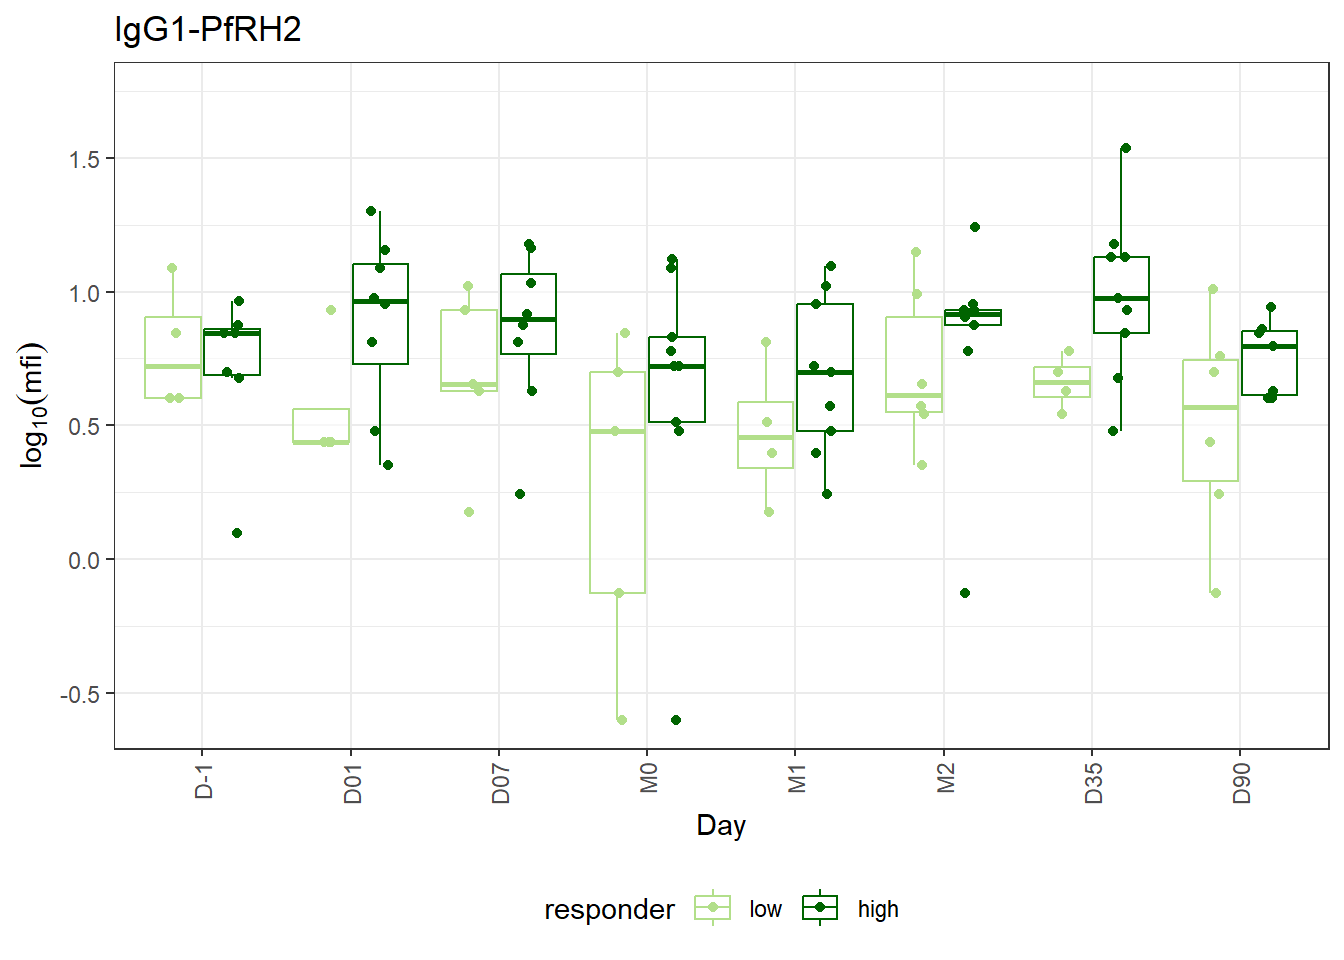 IgG1-PfRH2
log10(mfi)
1.5
1.0
0.5
0.0
-0.5
D-1 D01 D07 M0 M1 M2 D35 D90
Day
responder low high